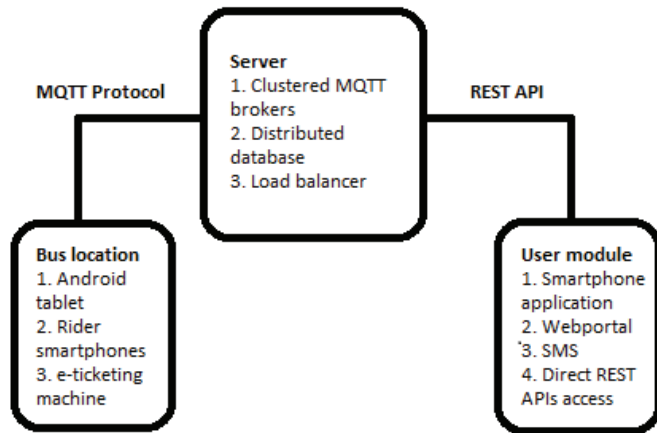 MQTT Protocol
Server
1. Clustered MQTT
brokers
2. Distributed
database
3. Load balancer
REST API
Bus location
1. Android
tablet
2. Rider
smartphones
3. e-ticketing
machine
User module
1. Smartphone
application
2. Webportal
3. SMS
4. Direct REST
APIs access